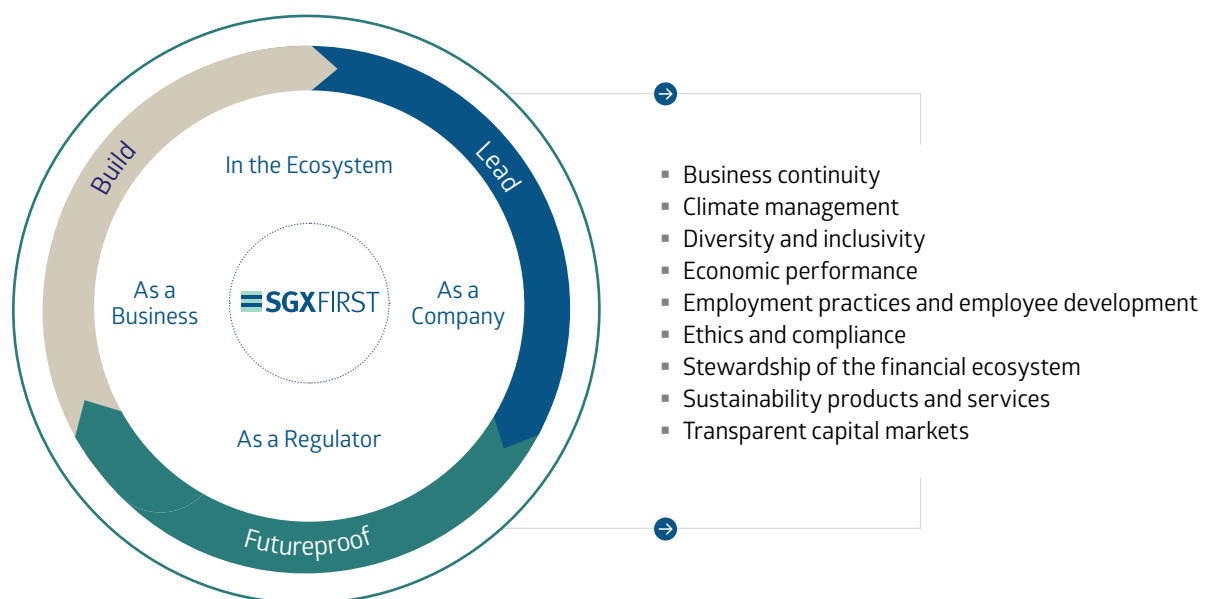 Build
Lead
In the Ecosystem
As a
Business
SGXFIRST
As a
Company
As a Regulator
Futureproof
Business continuity
Climate management
Diversity and inclusivity
Economic performance
Employment practices and employee development
Ethics and compliance
Stewardship of the financial ecosystem
Sustainability products and services
Transparent capital markets